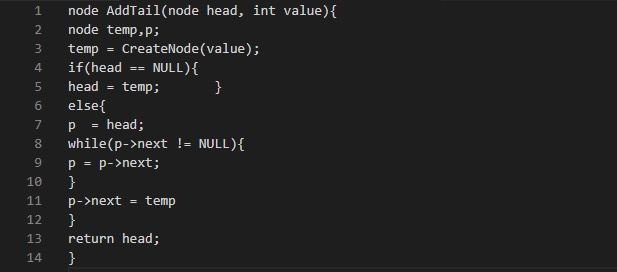 1 node AddTail(node head, int value){
2 node temp,p;
3 temp = CreateNode(value);
4 if(head == NULL){
5 head = temp;       }
6 else{
7 p  = head;
8 while(p->next != NULL){
9 p = p->next;
10 }
11 p->next = temp
12 }
13 return head;
14 }